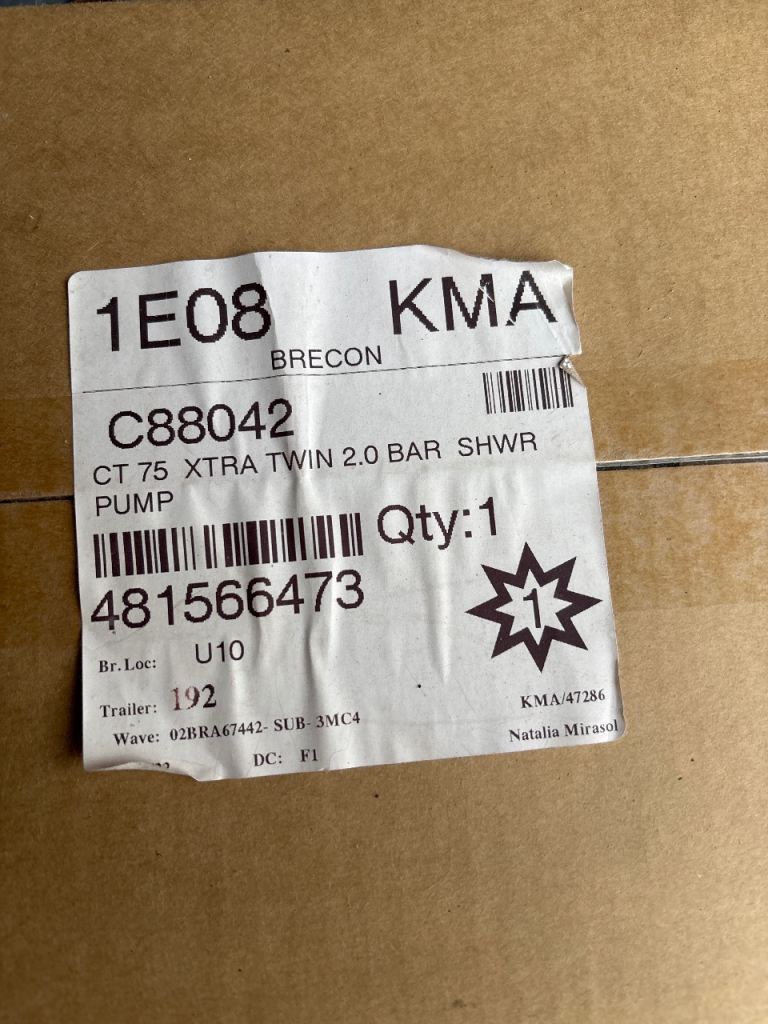 1E08 KMA
BRECON
C88042
CT 75 XTRA TWIN 2.0 BAR SHWR
PUMP
Qty:1
481566473
1
Br.Loc: U10
Trailer: 192
KMA/47286
Wave: 02BRA67442- SUB- 3MC4
Natalia Mirasol
DC: F1